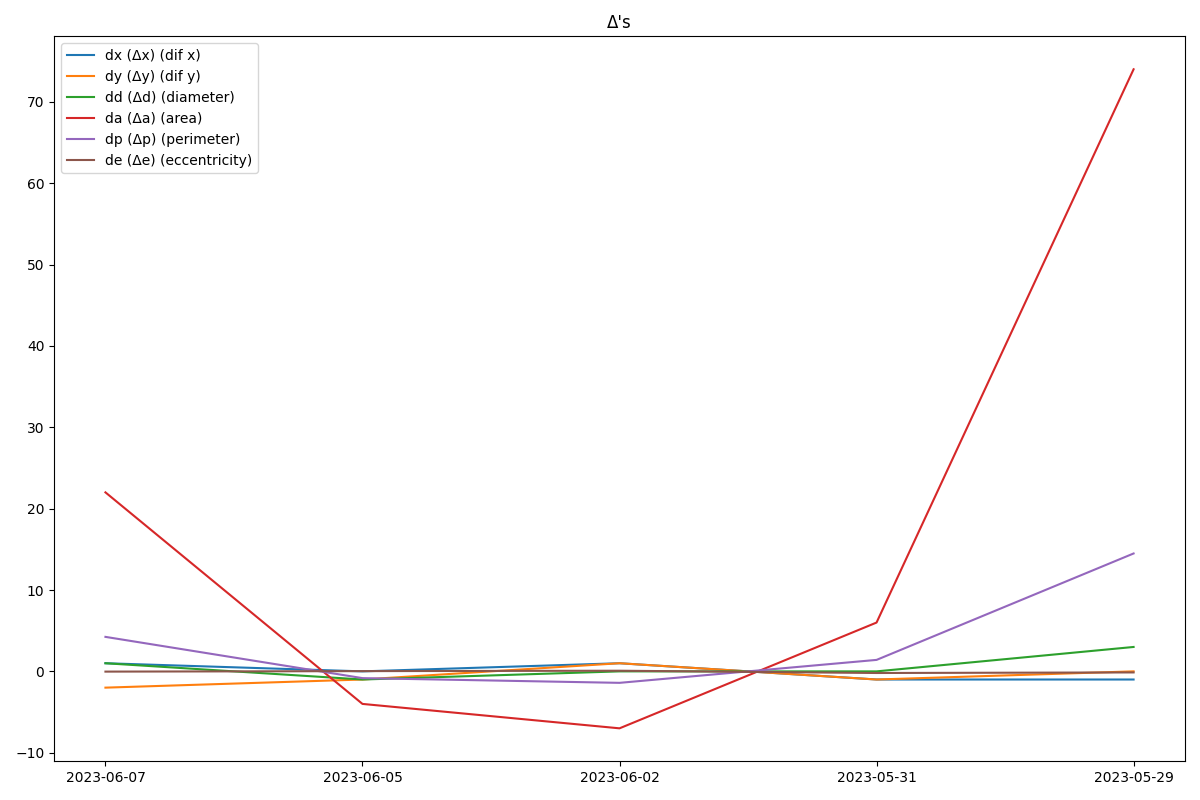 Δ's
dx (Δx) (dif x)
dy (Δy) (dif y)
dd (Δd) (diameter)
da (Δa) (area)
dp (Δp) (perimeter)
de (Δe) (eccentricity)
70
60
50
40
30
20
10
0
−10
2023-06-07 2023-06-05 2023-06-02 2023-05-31 2023-05-29